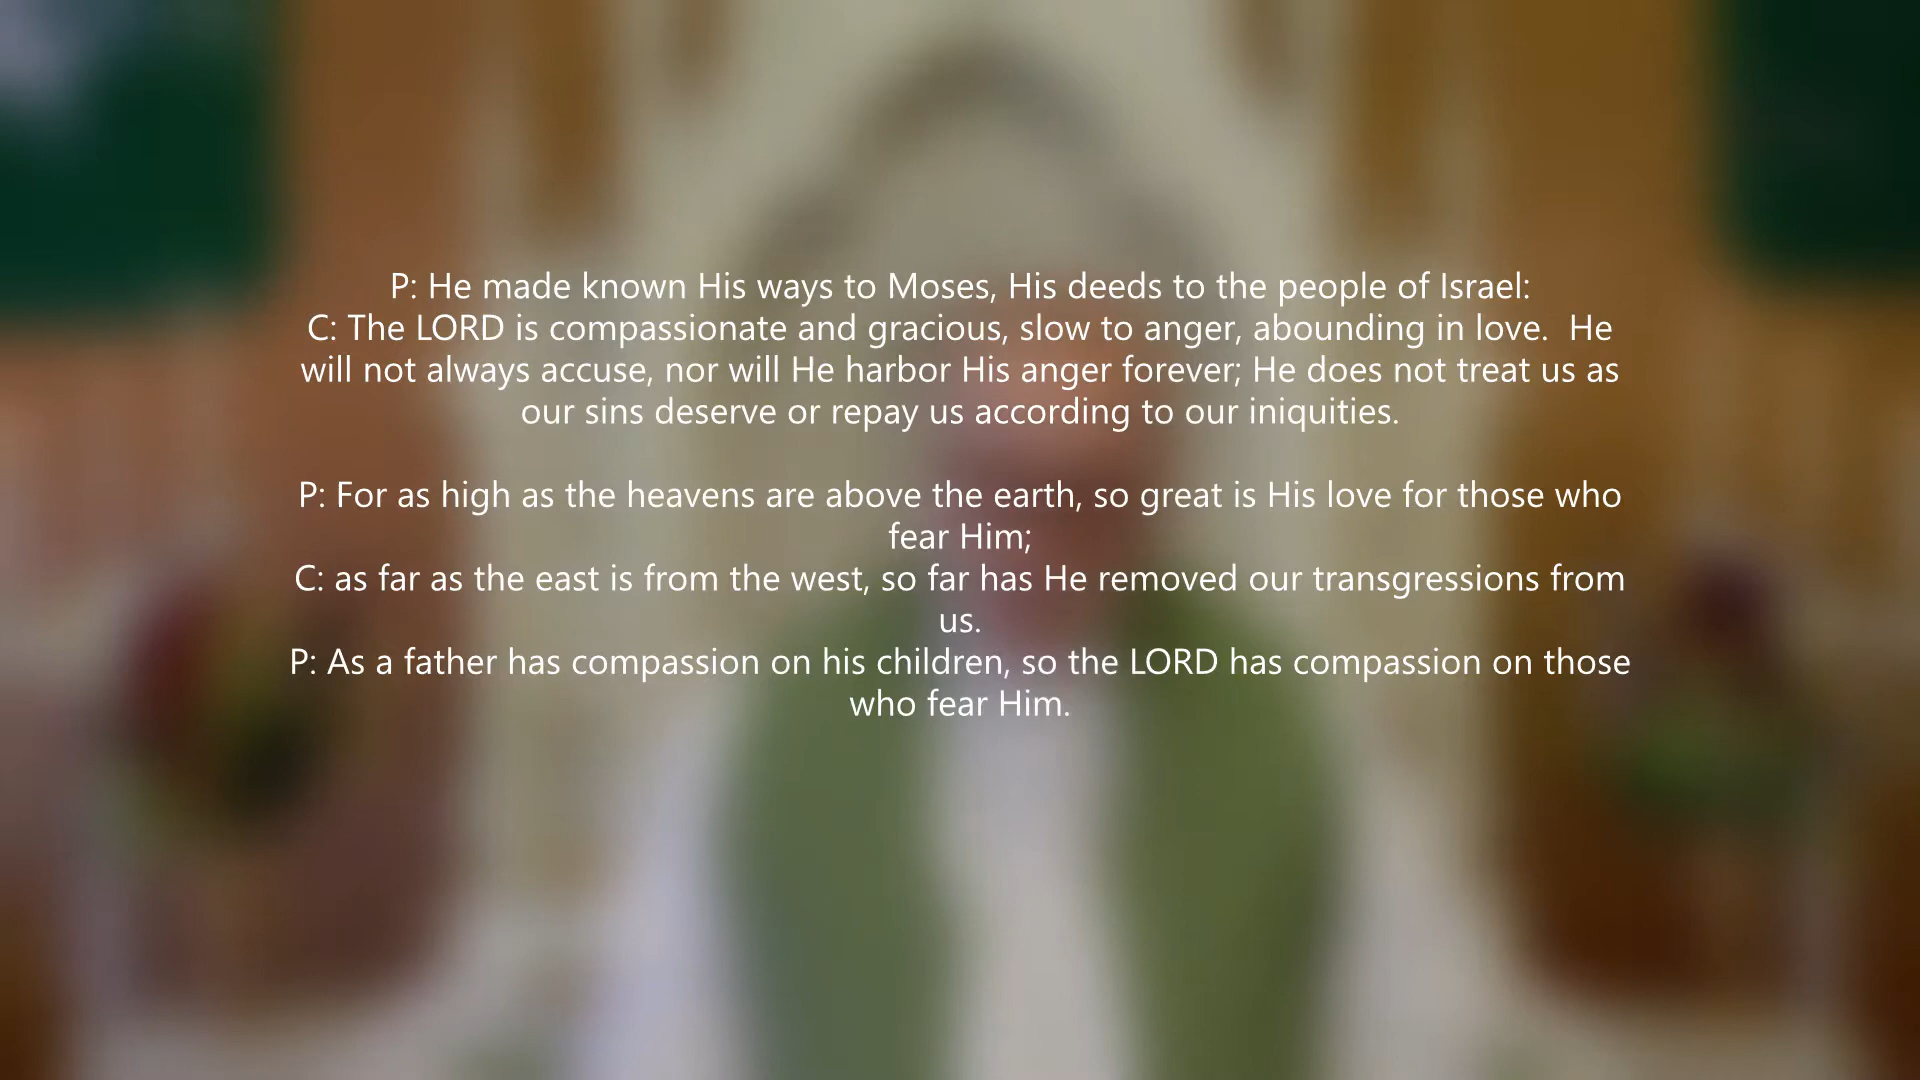 P: He made known His ways to Moses, His deeds to the people of Israel:
C: The LORD is compassionate and gracious, slow to anger, abounding in love.  He
will not always accuse, nor will He harbor His anger forever; He does not treat us as
our sins deserve or repay us according to our iniquities.
P: For as high as the heavens are above the earth, so great is His love for those who
fear Him;
C: as far as the east is from the west, so far has He removed our transgressions from
us.
P: As a father has compassion on his children, so the LORD has compassion on those
who fear Him.